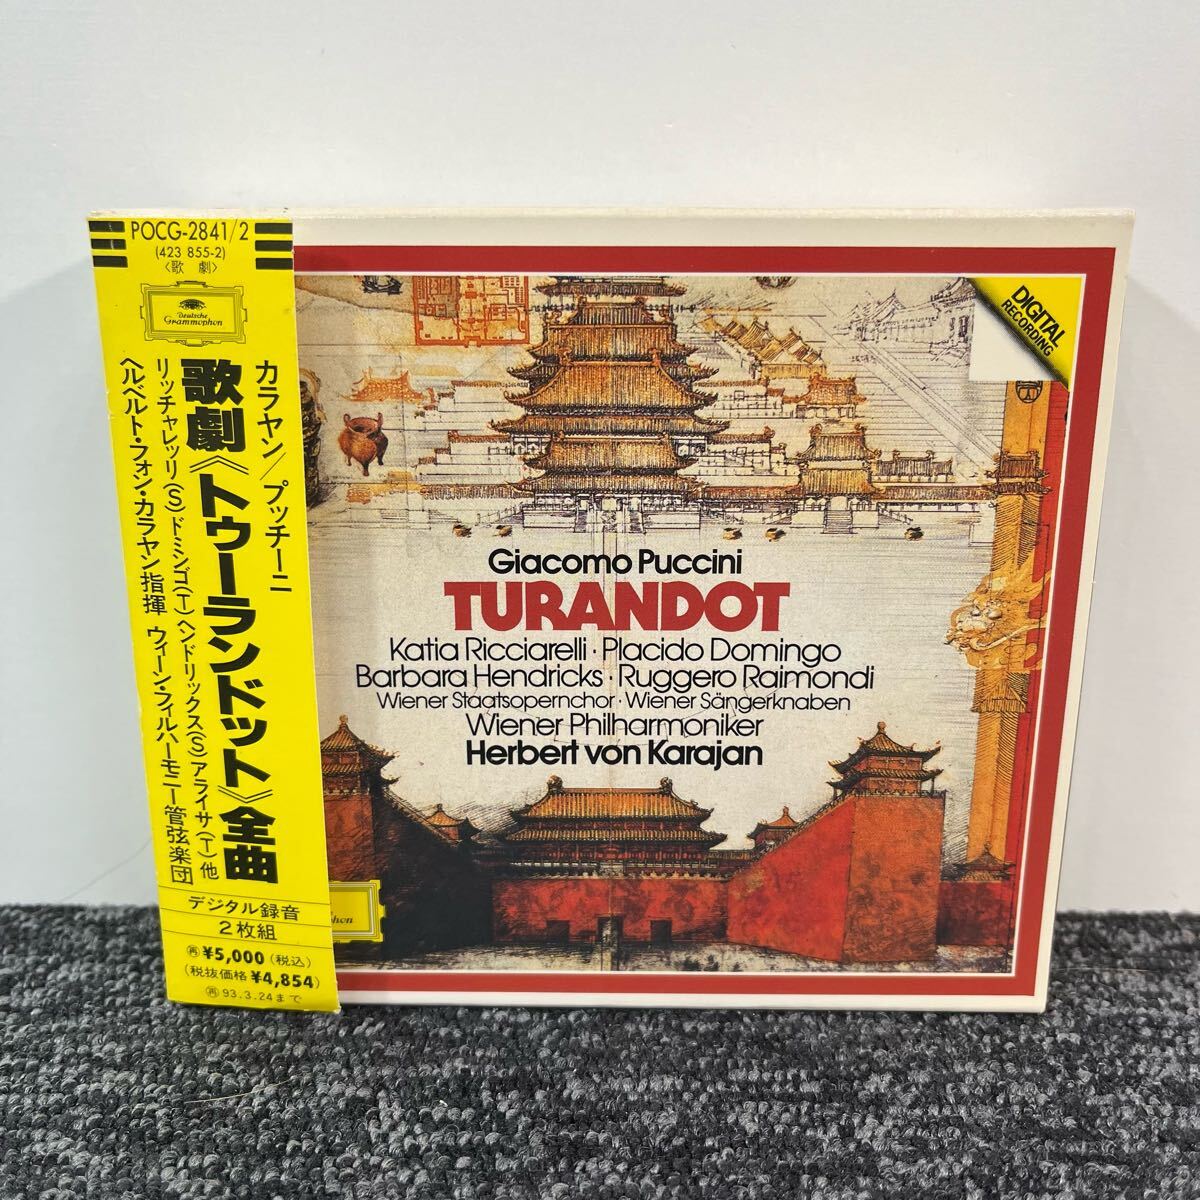 POCG-2841/2
(423 855-2)
〈歌 劇〉
Deutsche
Grammophon
カラヤン／プッチーニ
歌劇《トゥーランドット》全曲
リッチャレッリ(S)ドミンゴ(T)ヘンドリックス(S)アライサ(T)他
ヘルベルト・フォン・カラヤン指揮 ウィーン・フィルハーモニー管弦楽団
デジタル録音
2枚組
再¥5,000(税込)
(税抜価格¥4,854)
再93.3.24まで
DIGITAL
RECORDING
Giacomo Puccini
TURANDOT
Katia Ricciarelli · Placido Domingo
Barbara Hendricks · Ruggero Raimondi
Wiener Staatsopernchor · Wiener Sängerknaben
Wiener Philharmoniker
Herbert von Karajan
phon